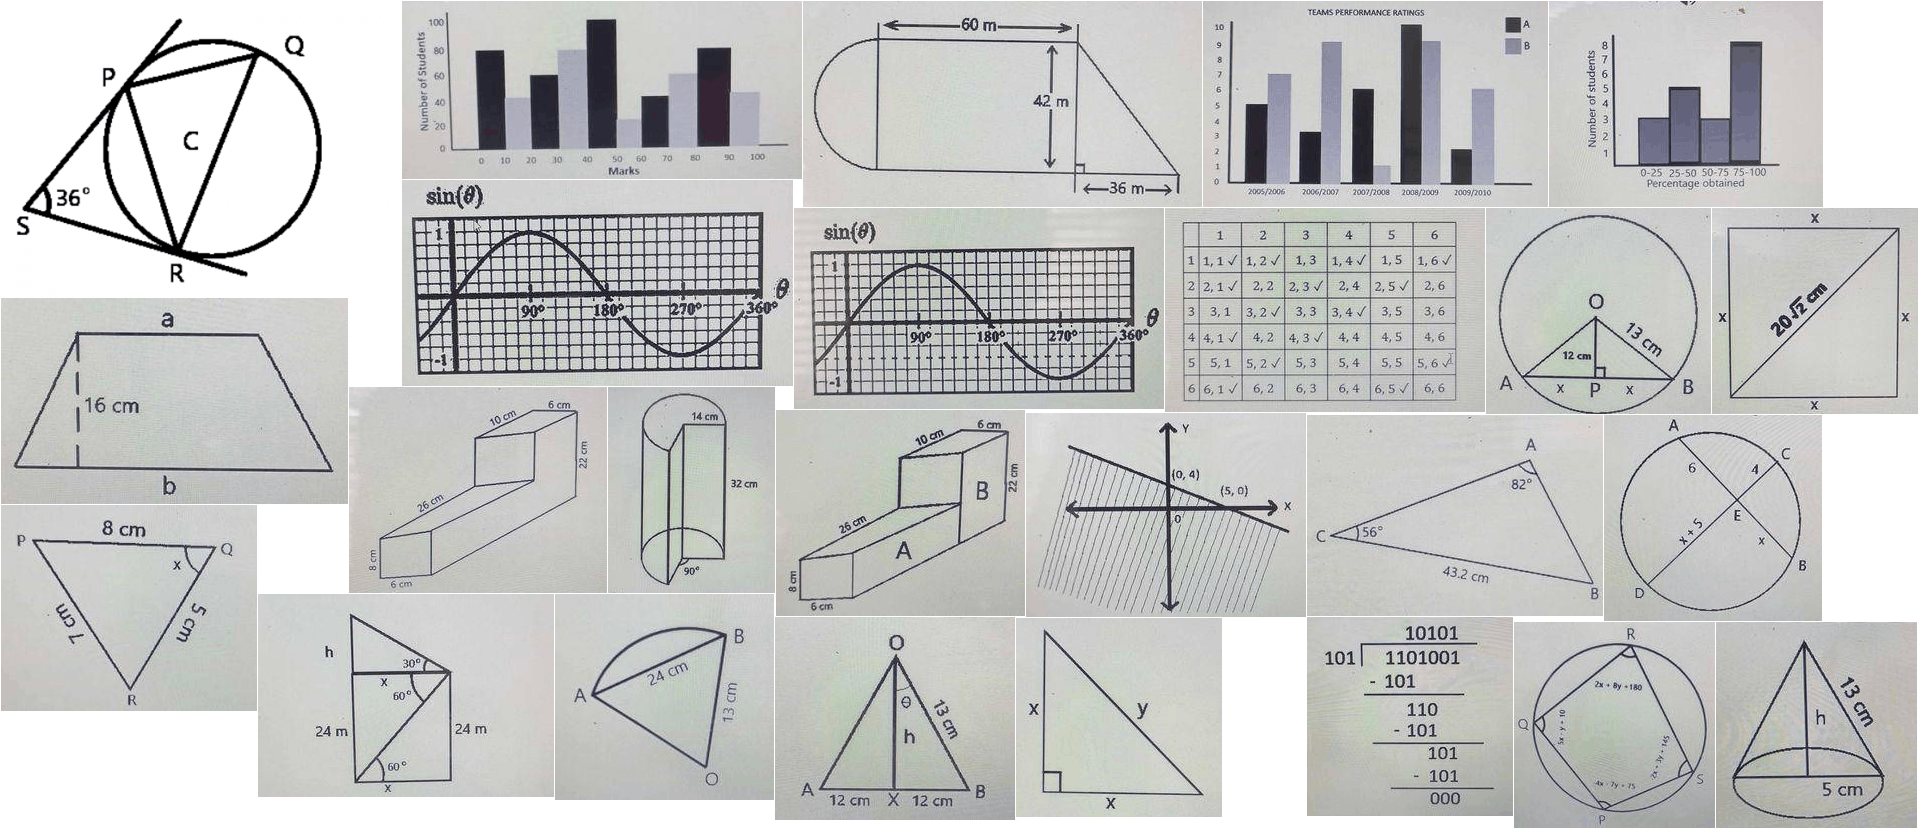 Q
P
C
36°
S
R
Number of Students
100
80
60
40
20
0
0 10 20 30 40 50 60 70 80 90 100
Marks
60 m
42 m
36 m
TEAMS PERFORMANCE RATINGS
A
B
10
9
8
7
6
5
4
3
2
1
0
2005/2006 2006/2007 2007/2008 2008/2009 2009/2010
Number of students
8
7
6
5
4
3
2
1
0-25 25-50 50-75 75-100
Percentage obtained
sin(θ)
1
θ
90° 180° 270° 360°
-1
sin(θ)
1
θ
90° 180° 270° 360°
-1
1 2 3 4 5 6
1 1, 1 ✓ 1, 2 ✓ 1, 3 1, 4 ✓ 1, 5 1, 6 ✓
2 2, 1 ✓ 2, 2 2, 3 ✓ 2, 4 2, 5 ✓ 2, 6
3 3, 1 3, 2 ✓ 3, 3 3, 4 ✓ 3, 5 3, 6
4 4, 1 ✓ 4, 2 4, 3 ✓ 4, 4 4, 5 4, 6
5 5, 1 5, 2 ✓ 5, 3 5, 4 5, 5 5, 6 ✓
6 6, 1 ✓ 6, 2 6, 3 6, 4 6, 5 ✓ 6, 6
O
12 cm 13 cm
A x P x B
x
x 20√2 cm x
x
a
16 cm
b
10 cm 6 cm
22 cm
26 cm
8 cm
6 cm
14 cm
32 cm
90°
10 cm 6 cm
B 22 cm
26 cm
A
8 cm
6 cm
Y
(0, 4)
(5, 0)
X
0
A
82°
C 56°
43.2 cm
B
A
C
6 4
E
x + 5 x
D B
8 cm
P Q
x
7 cm 5 cm
R
h
30°
x
60°
24 m 24 m
60°
x
B
24 cm
A
13 cm
O
O
θ
13 cm
h
A 12 cm X 12 cm B
x y
x
10101
101 1101001
- 101
110
- 101
101
- 101
000
R
2x + 8y +180
Q 5x - y + 10
-2x + 3y + 145
S
-4x - 7y + 75
P
13 cm
h
5 cm